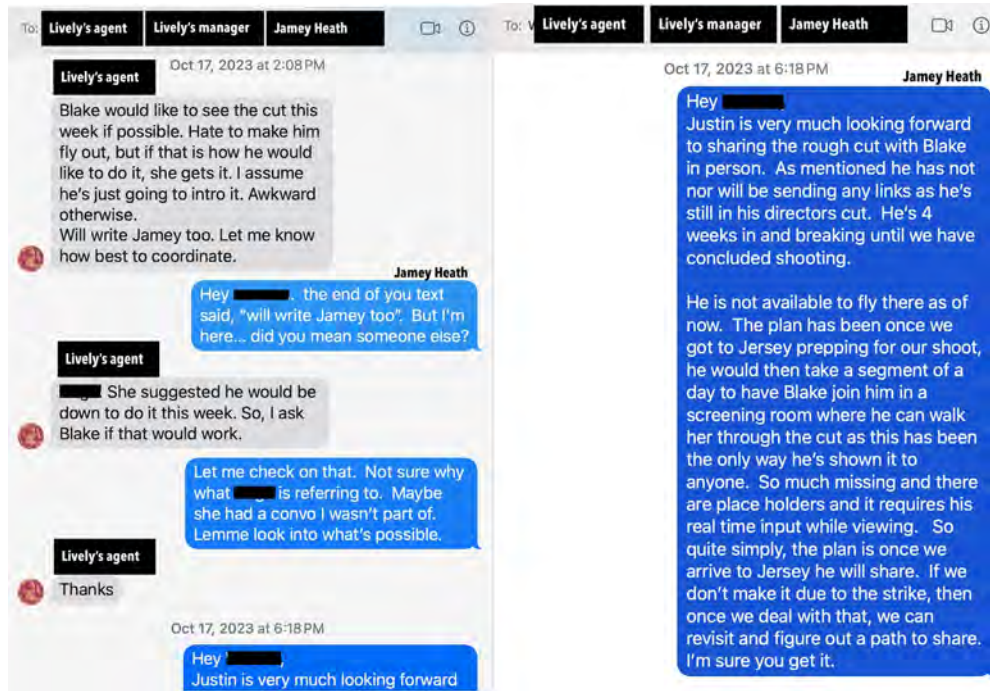 To:
Lively's agent
Lively's manager
Jamey Heath
Oct 17, 2023 at 2:08 PM
Lively's agent
Blake would like to see the cut this
week if possible. Hate to make him
fly out, but if that is how he would
like to do it, she gets it. I assume
he's just going to intro it. Awkward
otherwise.
Will write Jamey too. Let me know
how best to coordinate.
Jamey Heath
Hey . the end of you text
said, "will write Jamey too". But I'm
here... did you mean someone else?
Lively's agent
She suggested he would be
down to do it this week. So, I ask
Blake if that would work.
Let me check on that. Not sure why
what is referring to. Maybe
she had a convo I wasn't part of.
Lemme look into what's possible.
Lively's agent
Thanks
Oct 17, 2023 at 6:18 PM
Hey ,
Justin is very much looking forward
To:
Lively's agent
Lively's manager
Jamey Heath
Oct 17, 2023 at 6:18 PM
Jamey Heath
Hey ,
Justin is very much looking forward
to sharing the rough cut with Blake
in person. As mentioned he has not
nor will be sending any links as he's
still in his directors cut. He's 4
weeks in and breaking until we have
concluded shooting.
He is not available to fly there as of
now. The plan has been once we
got to Jersey prepping for our shoot,
he would then take a segment of a
day to have Blake join him in a
screening room where he can walk
her through the cut as this has been
the only way he's shown it to
anyone. So much missing and there
are place holders and it requires his
real time input while viewing. So
quite simply, the plan is once we
arrive to Jersey he will share. If we
don't make it due to the strike, then
once we deal with that, we can
revisit and figure out a path to share.
I'm sure you get it.